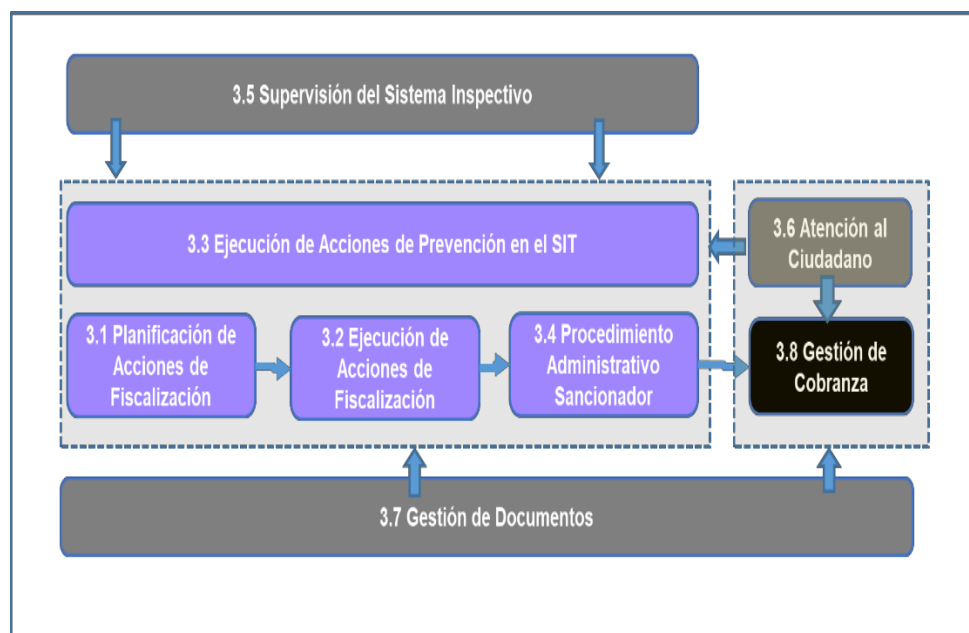 3.5 Supervisión del Sistema Inspectivo
3.3 Ejecución de Acciones de Prevención en el SIT
3.6 Atención al
Ciudadano
3.1 Planificación de
Acciones de
Fiscalización
3.2 Ejecución de
Acciones de
Fiscalización
3.4 Procedimiento
Administrativo
Sancionador
3.8 Gestión de
Cobranza
3.7 Gestión de Documentos